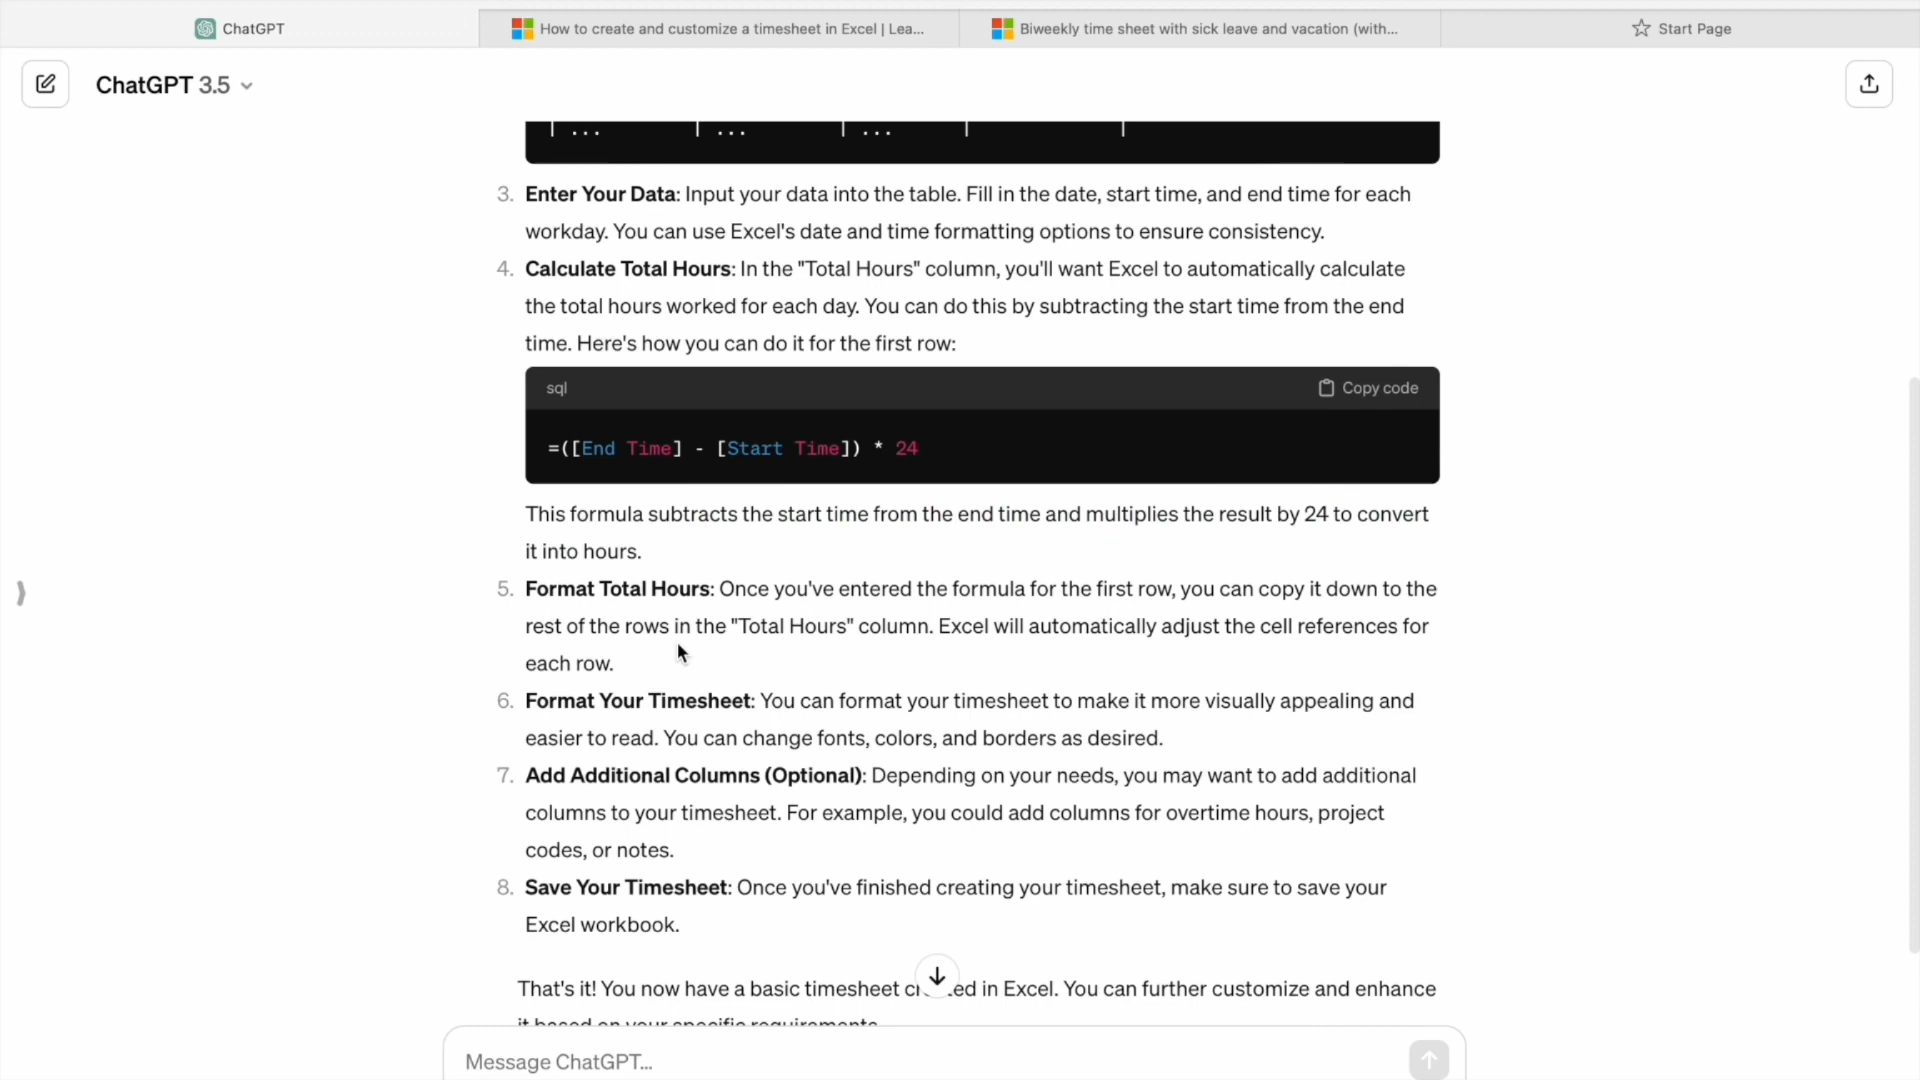 ChatGPT
How to create and customize a timesheet in Excel | Lea...
Biweekly time sheet with sick leave and vacation (with...
Start Page
ChatGPT 3.5
| ... | ... | ... | |
3. Enter Your Data: Input your data into the table. Fill in the date, start time, and end time for each
workday. You can use Excel's date and time formatting options to ensure consistency.
4. Calculate Total Hours: In the "Total Hours" column, you'll want Excel to automatically calculate
the total hours worked for each day. You can do this by subtracting the start time from the end
time. Here's how you can do it for the first row:
sql
Copy code
=([End Time] - [Start Time]) * 24
This formula subtracts the start time from the end time and multiplies the result by 24 to convert
it into hours.
5. Format Total Hours: Once you've entered the formula for the first row, you can copy it down to the
rest of the rows in the "Total Hours" column. Excel will automatically adjust the cell references for
each row.
6. Format Your Timesheet: You can format your timesheet to make it more visually appealing and
easier to read. You can change fonts, colors, and borders as desired.
7. Add Additional Columns (Optional): Depending on your needs, you may want to add additional
columns to your timesheet. For example, you could add columns for overtime hours, project
codes, or notes.
8. Save Your Timesheet: Once you've finished creating your timesheet, make sure to save your
Excel workbook.
That's it! You now have a basic timesheet created in Excel. You can further customize and enhance
it based on your specific requirements.
Message ChatGPT...